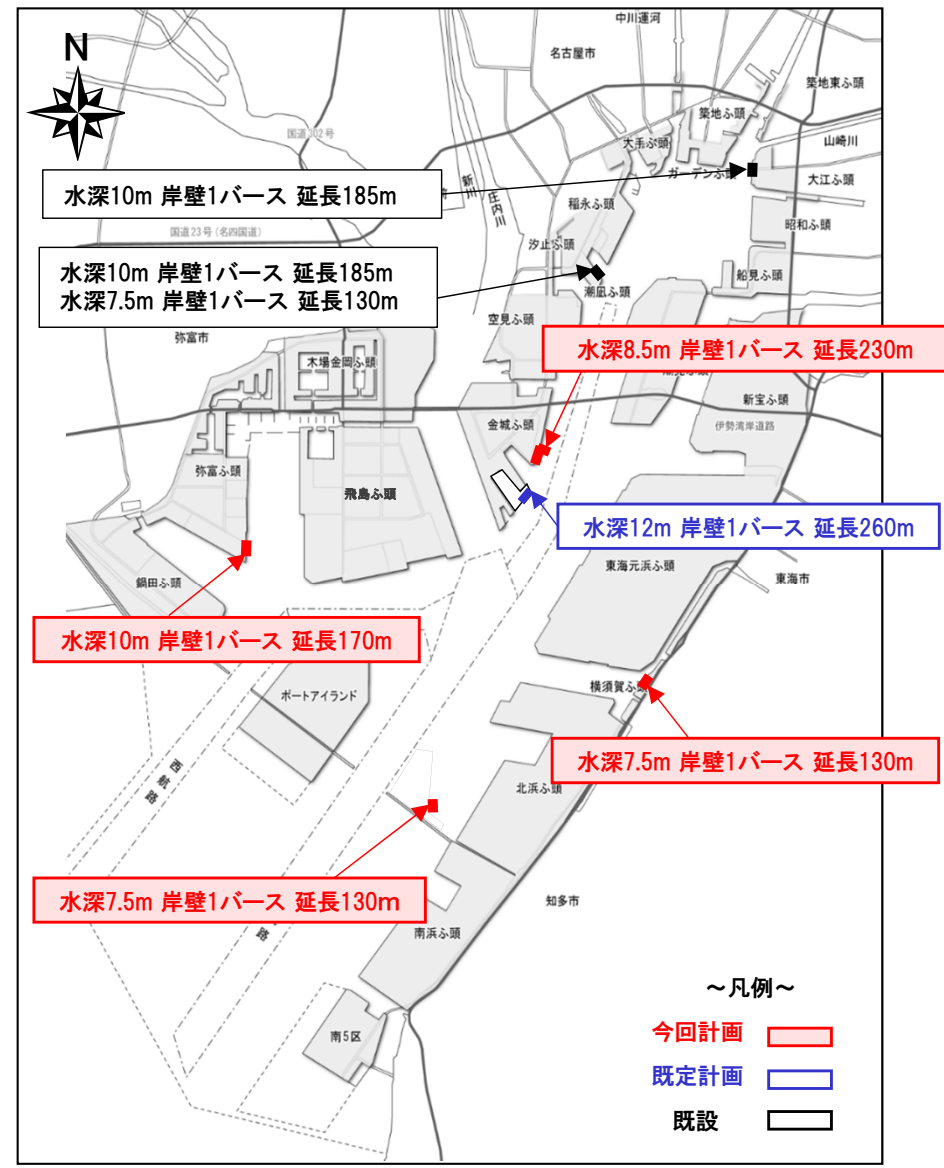 N
中川運河
名古屋市
築地東ふ頭
築地ふ頭
国道302号
大手ふ頭
山崎川
ガーデンふ頭
大江ふ頭
水深10m 岸壁1バース 延長185m
新川
庄内川
稲永ふ頭
昭和ふ頭
国道23号(名四国道)
汐止ふ頭
水深10m 岸壁1バース 延長185m
水深7.5m 岸壁1バース 延長130m
船見ふ頭
潮凪ふ頭
空見ふ頭
弥富市
水深8.5m 岸壁1バース 延長230m
木場金岡ふ頭
新宝ふ頭
金城ふ頭
伊勢湾岸道路
弥富ふ頭
飛島ふ頭
水深12m 岸壁1バース 延長260m
東海元浜ふ頭
東海市
鍋田ふ頭
水深10m 岸壁1バース 延長170m
横須賀ふ頭
ポートアイランド
水深7.5m 岸壁1バース 延長130m
西航路
北浜ふ頭
水深7.5m 岸壁1バース 延長130m
知多市
路
南浜ふ頭
～凡例～
今回計画
南5区
既定計画
既設